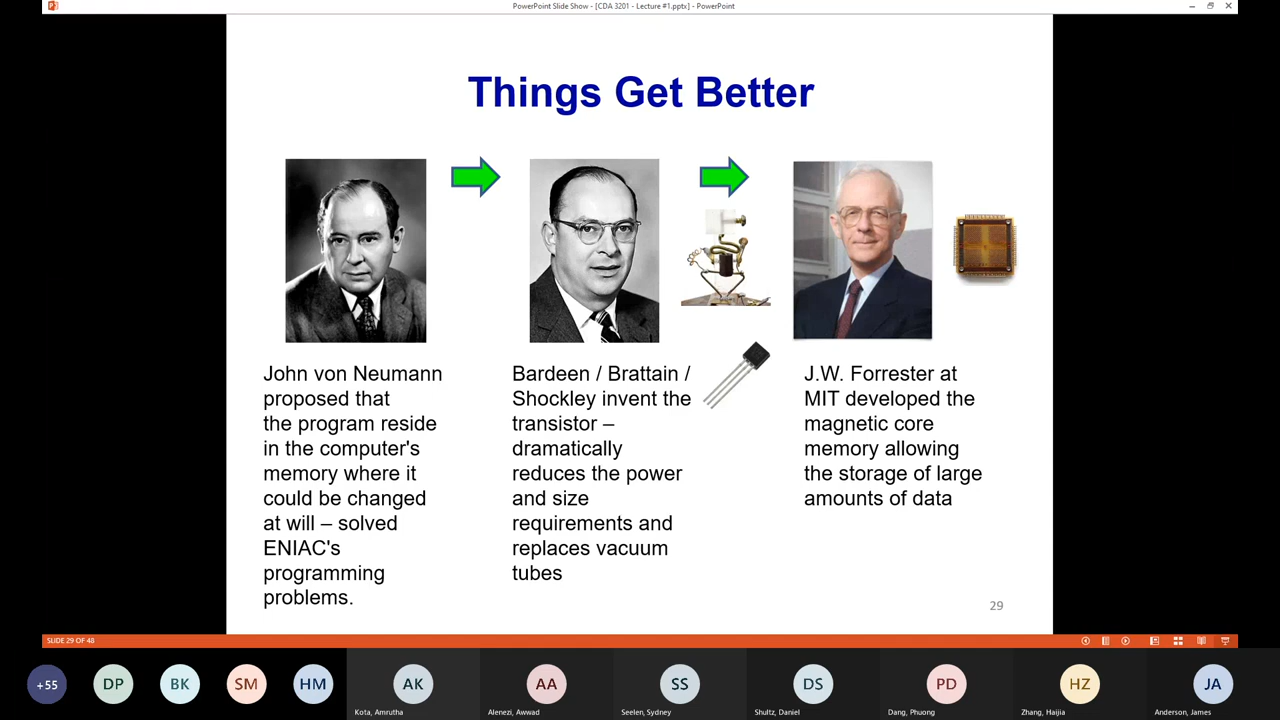 PowerPoint Slide Show - [CDA 3201 - Lecture #1.pptx] - PowerPoint
Things Get Better
John von Neumann
proposed that
the program reside
in the computer's
memory where it
could be changed
at will – solved
ENIAC's
programming
problems.
Bardeen / Brattain /
Shockley invent the
transistor –
dramatically
reduces the power
and size
requirements and
replaces vacuum
tubes
J.W. Forrester at
MIT developed the
magnetic core
memory allowing
the storage of large
amounts of data
29
SLIDE 29 OF 48
+55
DP
BK
SM
HM
AK
AA
SS
DS
PD
HZ
JA
Kota, Amrutha
Alenezi, Awwad
Seelen, Sydney
Shultz, Daniel
Dang, Phuong
Zhang, Haijia
Anderson, James